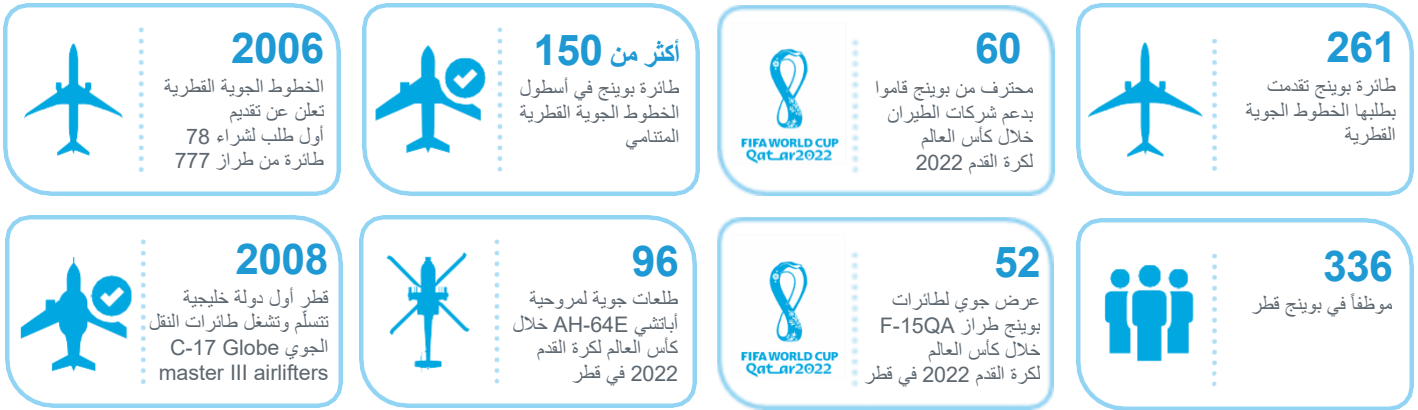 261
طائرة بوينج تقدمت
بطلبها الخطوط الجوية
القطرية
60
محترف من بوينج قاموا
بدعم شركات الطيران
خلال كأس العالم
لكرة القدم 2022
FIFA WORLD CUP
Qatar2022
أكثر من 150
طائرة بوينج في أسطول
الخطوط الجوية القطرية
المتنامي
2006
الخطوط الجوية القطرية
تعلن عن تقديم
أول طلب لشراء 78
طائرة من طراز 777
336
موظفاً في بوينج قطر
52
عرض جوي لطائرات
بوينج طراز F-15QA
خلال كأس العالم
لكرة القدم 2022 في قطر
FIFA WORLD CUP
Qatar2022
96
طلعات جوية لمروحية
أباتشي AH-64E خلال
كأس العالم لكرة القدم
2022 في قطر
2008
قطر أول دولة خليجية
تتسلّم وتشغل طائرات النقل
الجوي C-17 Globe
master III airlifters